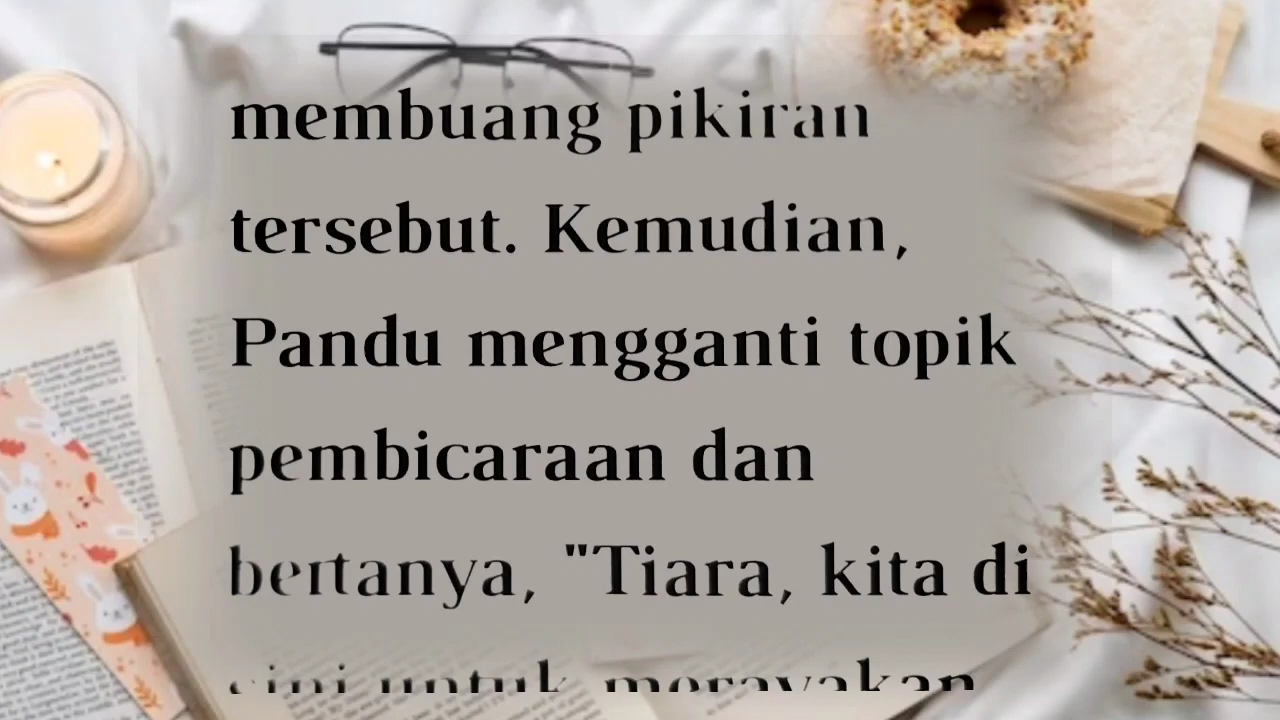 membuang pikiran
tersebut. Kemudian,
Pandu mengganti topik
pembicaraan dan
bertanya, "Tiara, kita di
sini untuk merayakan